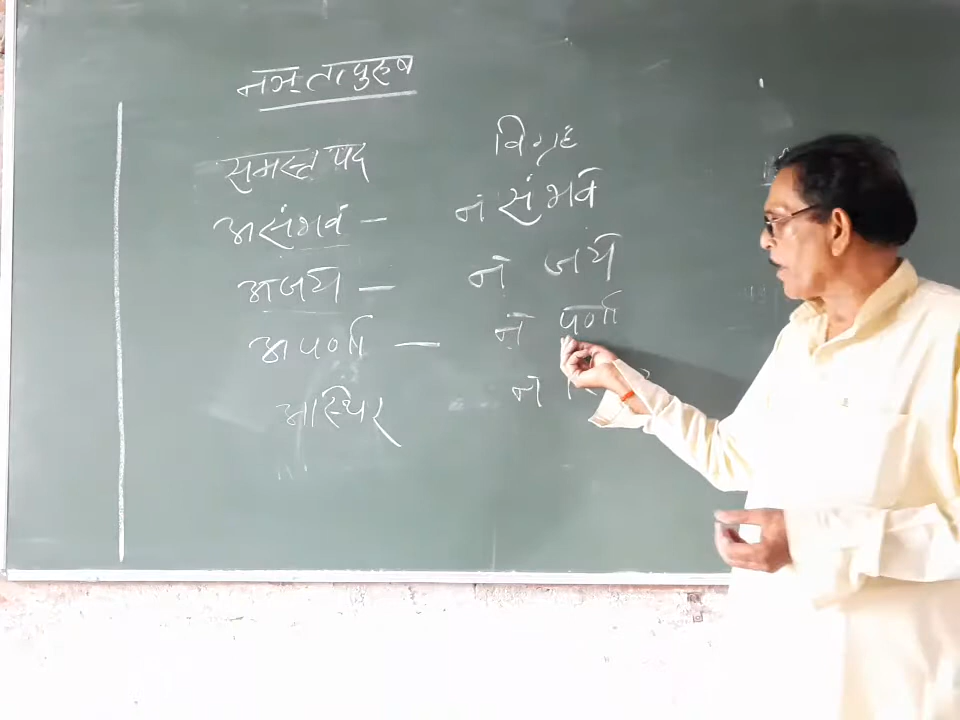 नञ् तत्पुरुष
समस्त पद विग्रह
असंभवं – नं संभव
अजय – न जय
अपर्णा – न पर्णा
अस्थिर न